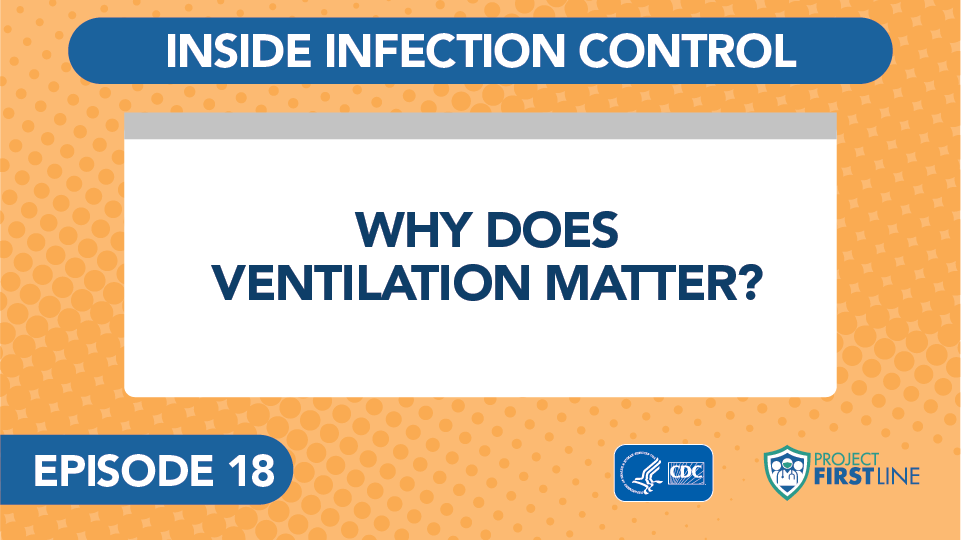 INSIDE INFECTION CONTROL
WHY DOES
VENTILATION MATTER?
EPISODE 18
CDC
PROJECT
FIRSTLINE